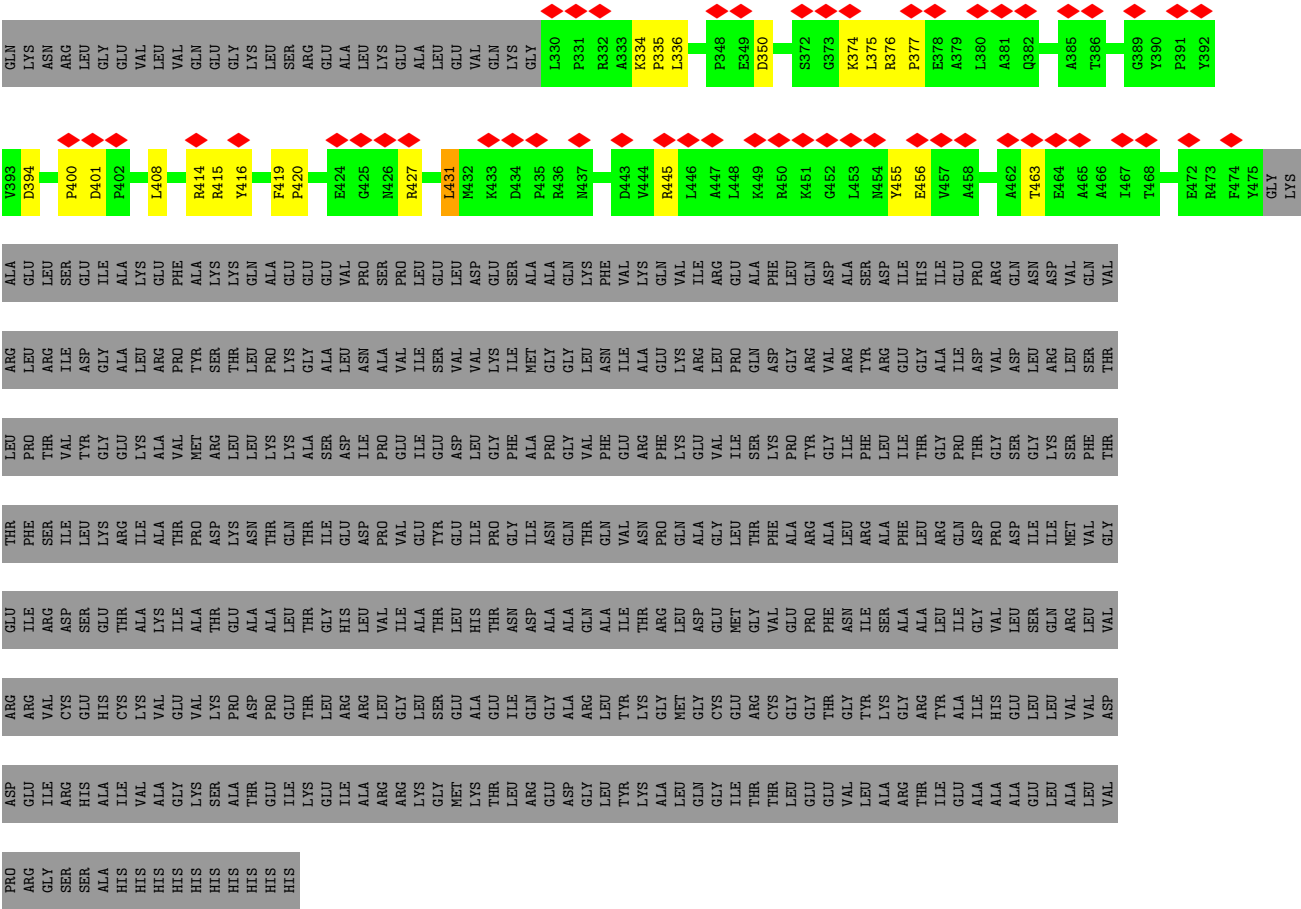 GLN LYS ASN ARG LEU GLY GLU VAL LEU VAL GLN GLU GLY LYS LEU SER ARG GLU ALA LEU LYS GLU ALA LEU GLU VAL GLN LYS GLY L330 P331 R332 A333 K334 P335 L336 P348 E349 D350 S372 G373 K374 L375 R376 P377 E378 A379 L380 A381 Q382 A385 T386 G389 Y390 P391 Y392
V393 D394 P400 D401 P402 L408 R414 R415 Y416 F419 P420 E424 G425 N426 R427 L431 M432 K433 D434 P435 R436 N437 D443 V444 R445 L446 A447 L448 K449 R450 K451 G452 L453 N454 Y455 E456 V457 A458 A462 T463 E464 A465 A466 I467 T468 E472 R473 F474 Y475 GLY LYS
ALA GLU LEU SER GLU ILE ALA LYS GLU PHE ALA LYS LYS GLN ALA GLU GLU VAL PRO SER PRO LEU GLU LEU ASP GLU SER ALA ALA GLN LYS PHE VAL LYS GLN VAL ILE ARG GLU ALA PHE LEU GLN ASP ALA SER ASP ILE HIS ILE GLU PRO ARG GLN ASN ASP VAL GLN VAL
ARG LEU ARG ILE ASP GLY ALA LEU ARG PRO TYR SER THR LEU PRO LYS GLY ALA LEU ASN ALA VAL ILE SER VAL VAL LYS ILE MET GLY GLY LEU ASN ILE ALA GLU LYS ARG LEU PRO GLN ASP GLY ARG VAL ARG TYR ARG GLU GLY ALA ILE ASP VAL ASP LEU ARG LEU SER THR
LEU PRO THR VAL TYR GLY GLU LYS ALA VAL MET ARG LEU LEU LYS LYS ALA SER ASP ILE PRO GLU ILE GLU ASP LEU GLY PHE ALA PRO GLY VAL PHE GLU ARG PHE LYS GLU VAL ILE SER LYS PRO TYR GLY ILE PHE LEU ILE THR GLY PRO THR GLY SER GLY LYS SER PHE THR
THR PHE SER ILE LEU LYS ARG ILE ALA THR PRO ASP LYS ASN THR GLN THR ILE GLU ASP PRO VAL GLU TYR GLU ILE PRO GLY ILE ASN GLN THR GLN VAL ASN PRO GLN ALA GLY LEU THR PHE ALA ARG ALA LEU ARG ALA PHE LEU ARG GLN ASP PRO ASP ILE ILE MET VAL GLY
GLU ILE ARG ASP SER GLU THR ALA LYS ILE ALA THR GLU ALA ALA LEU THR GLY HIS LEU VAL ILE ALA THR LEU HIS THR ASN ASP ALA ALA GLN ALA ILE THR ARG LEU ASP GLU MET GLY VAL GLU PRO PHE ASN ILE SER ALA ALA LEU ILE GLY VAL LEU SER GLN ARG LEU VAL
ARG ARG VAL CYS GLU HIS CYS LYS VAL GLU VAL LYS PRO ASP PRO GLU THR LEU ARG ARG LEU GLY LEU SER GLU ALA GLU ILE GLN GLY ALA ARG LEU TYR LYS GLY MET GLY CYS GLU ARG CYS GLY GLY THR GLY TYR LYS GLY ARG TYR ALA ILE HIS GLU LEU LEU VAL VAL ASP
ASP GLU ILE ARG HIS ALA ILE VAL ALA GLY LYS SER ALA THR GLU ILE LYS GLU ILE ALA ARG ARG LYS GLY MET LYS THR LEU ARG GLU ASP GLY LEU TYR LYS ALA LEU GLN GLY ILE THR THR LEU GLU GLU VAL LEU ALA ARG THR ILE GLU ALA ALA ALA GLU LEU ALA LEU VAL
PRO ARG GLY SER SER ALA HIS HIS HIS HIS HIS HIS HIS HIS HIS HIS